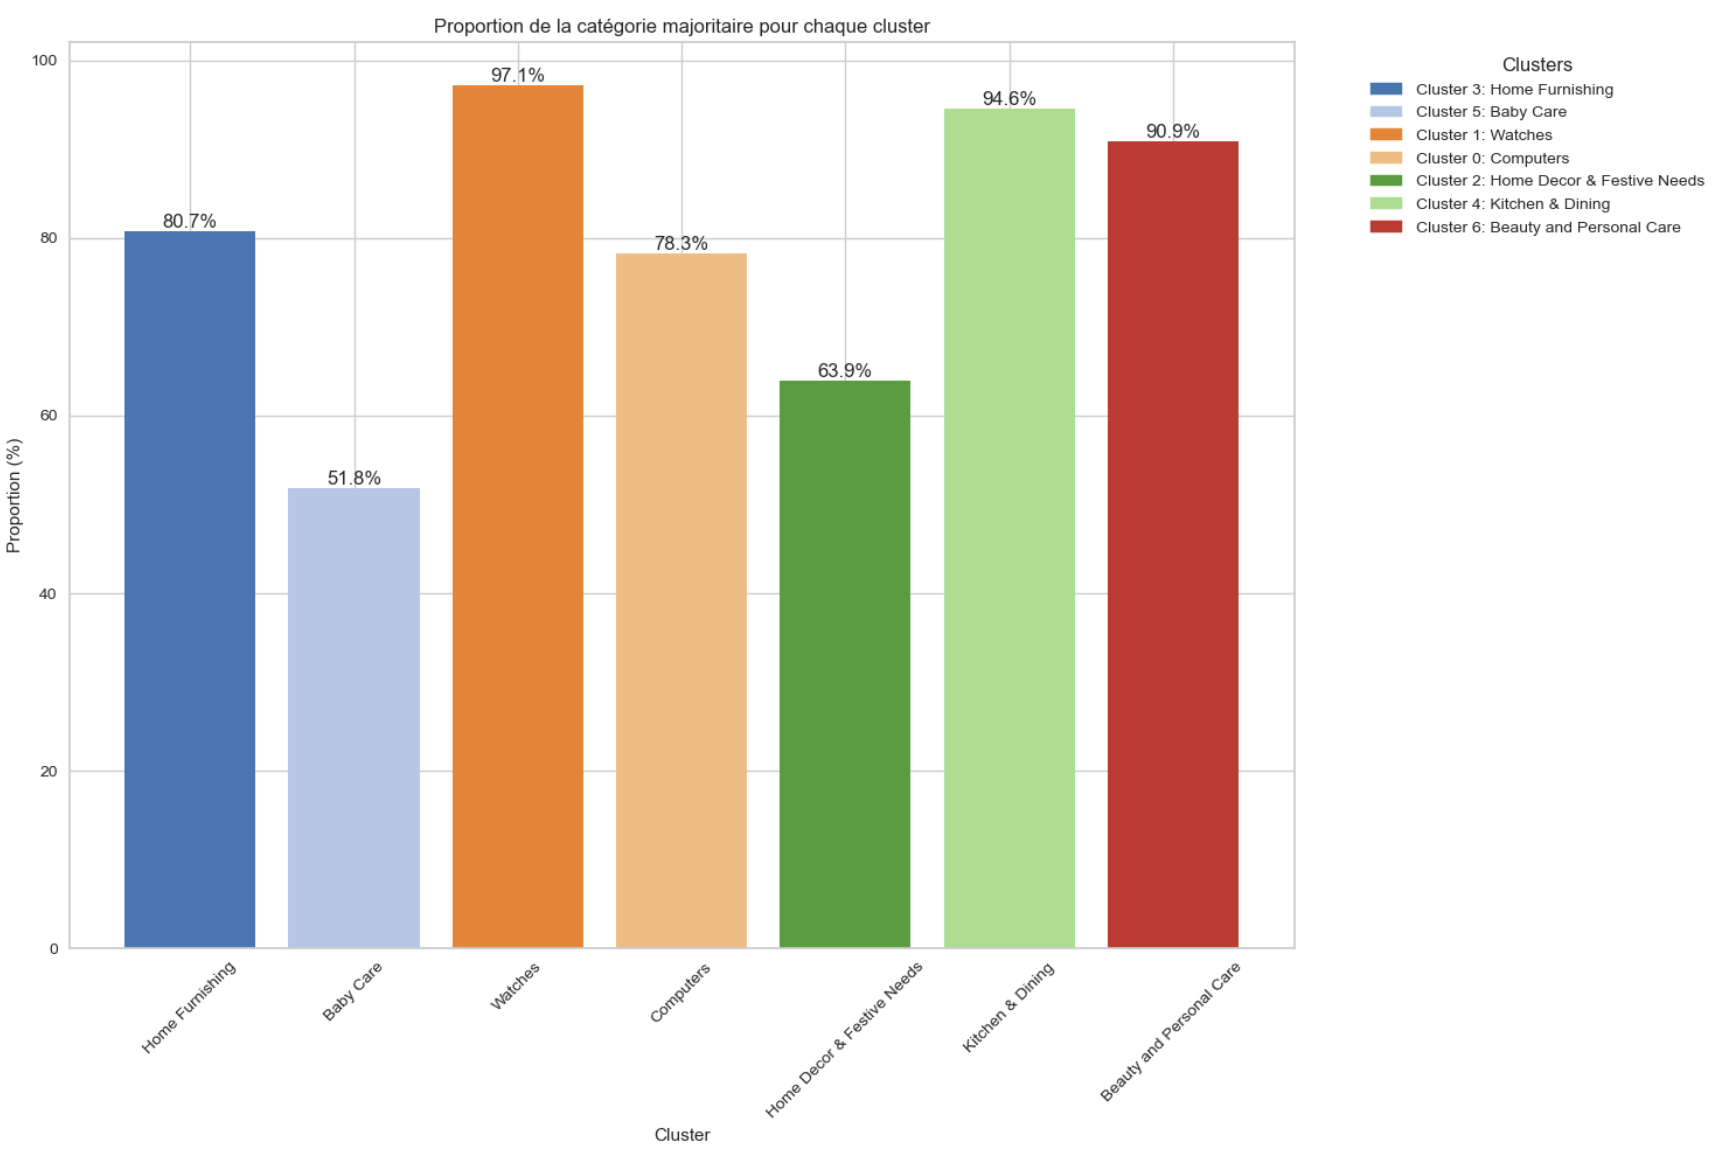 Proportion de la catégorie majoritaire pour chaque cluster
Clusters
Cluster 3: Home Furnishing
Cluster 5: Baby Care
Cluster 1: Watches
Cluster 0: Computers
Cluster 2: Home Decor & Festive Needs
Cluster 4: Kitchen & Dining
Cluster 6: Beauty and Personal Care
Proportion (%)
100
80
60
40
20
0
80.7%
51.8%
97.1%
78.3%
63.9%
94.6%
90.9%
Home Furnishing
Baby Care
Watches
Computers
Home Decor & Festive Needs
Kitchen & Dining
Beauty and Personal Care
Cluster